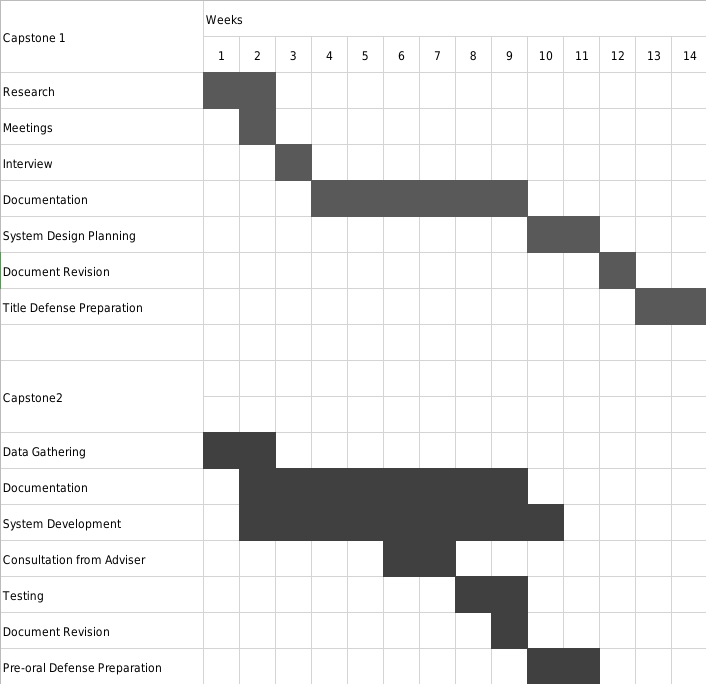 Capstone 1
Weeks
1 2 3 4 5 6 7 8 9 10 11 12 13 14
Research
Meetings
Interview
Documentation
System Design Planning
Document Revision
Title Defense Preparation
Capstone2
Data Gathering
Documentation
System Development
Consultation from Adviser
Testing
Document Revision
Pre-oral Defense Preparation